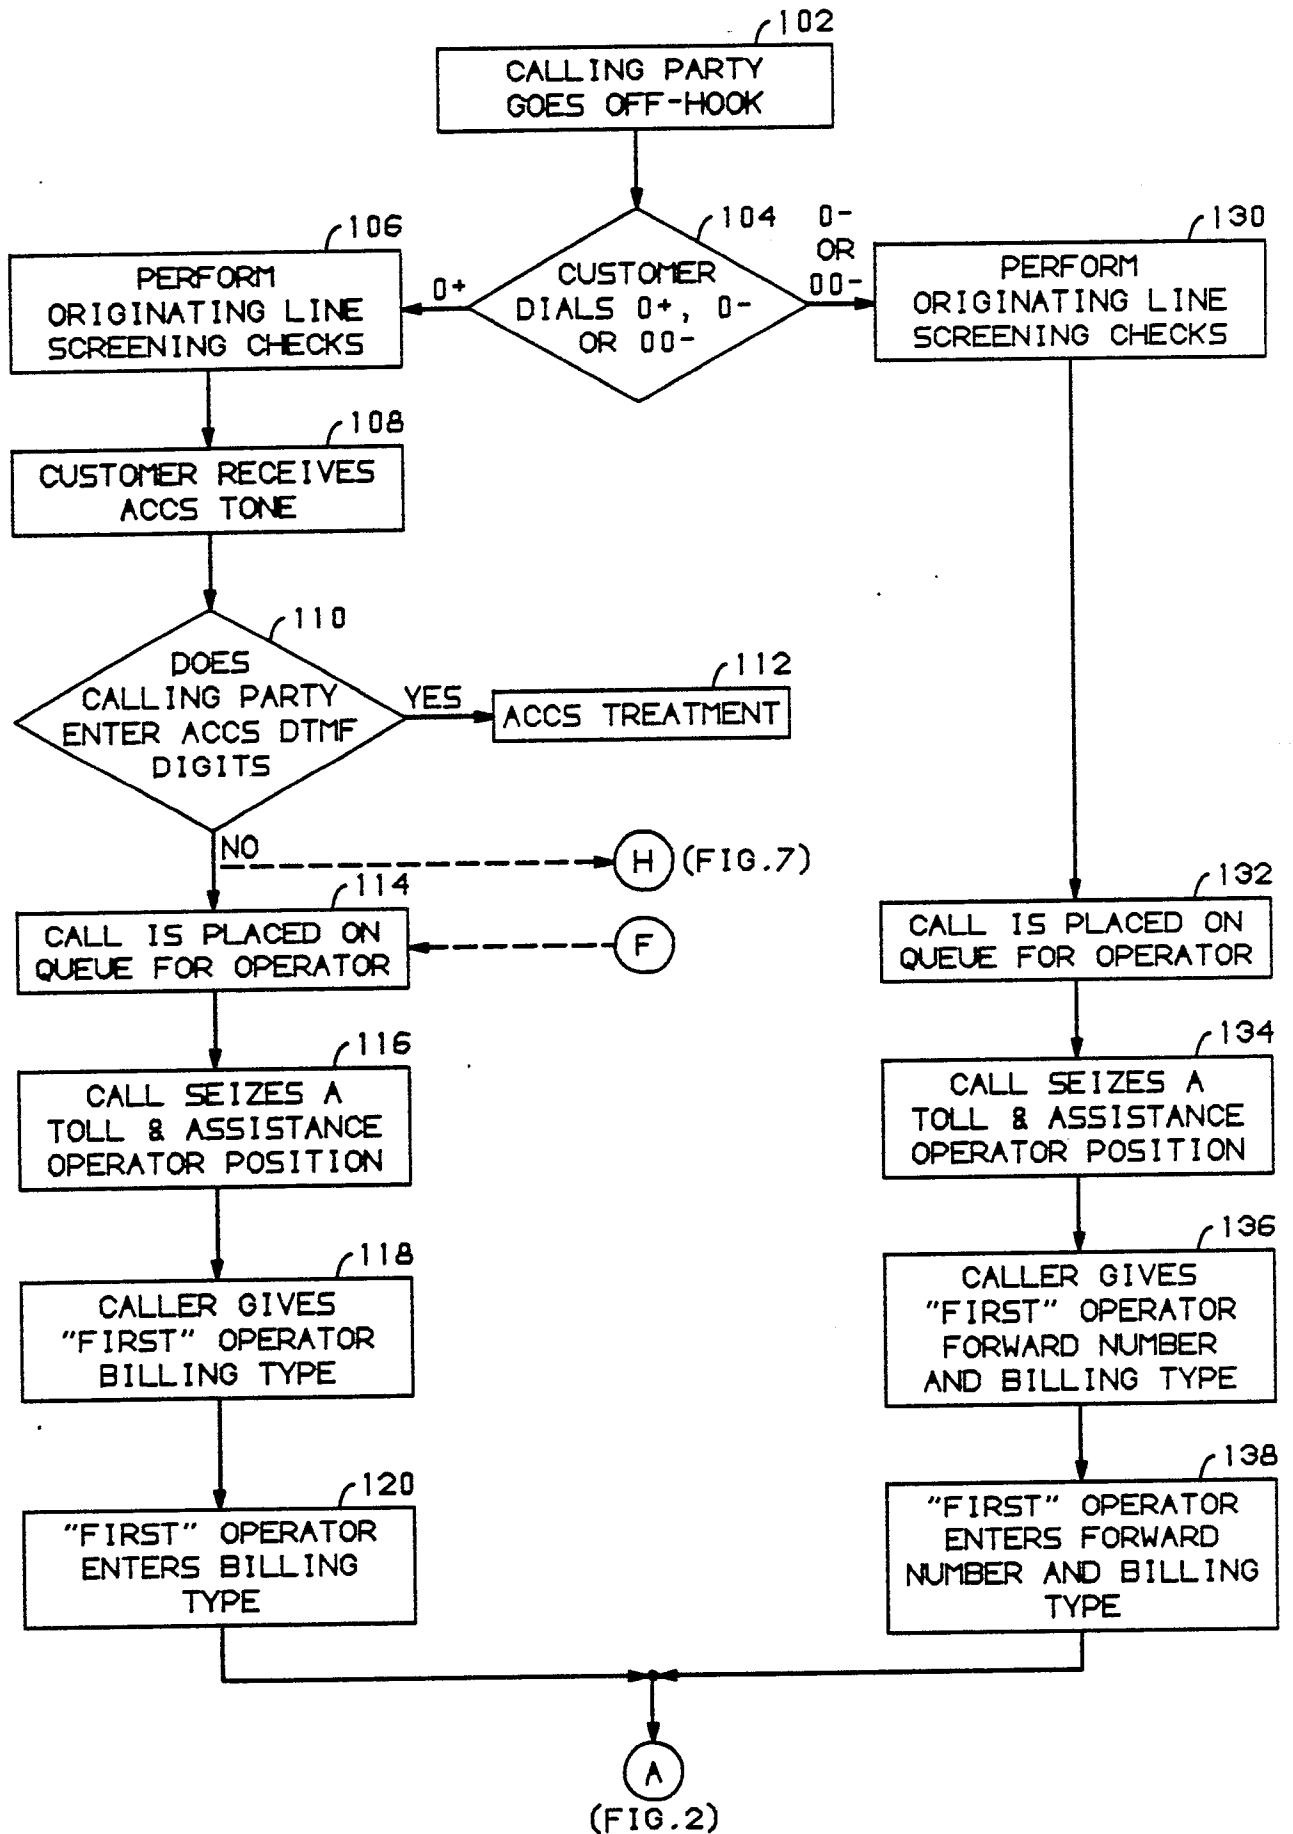 102
CALLING PARTY
GOES OFF-HOOK
104
CUSTOMER
DIALS 0+, 0-
OR 00-
0+
0-
OR
00-
106
PERFORM
ORIGINATING LINE
SCREENING CHECKS
130
PERFORM
ORIGINATING LINE
SCREENING CHECKS
108
CUSTOMER RECEIVES
ACCS TONE
110
DOES
CALLING PARTY
ENTER ACCS DTMF
DIGITS
YES
112
ACCS TREATMENT
NO
H (FIG.7)
114
CALL IS PLACED ON
QUEUE FOR OPERATOR
F
132
CALL IS PLACED ON
QUEUE FOR OPERATOR
116
CALL SEIZES A
TOLL & ASSISTANCE
OPERATOR POSITION
134
CALL SEIZES A
TOLL & ASSISTANCE
OPERATOR POSITION
118
CALLER GIVES
"FIRST" OPERATOR
BILLING TYPE
136
CALLER GIVES
"FIRST" OPERATOR
FORWARD NUMBER
AND BILLING TYPE
120
"FIRST" OPERATOR
ENTERS BILLING
TYPE
138
"FIRST" OPERATOR
ENTERS FORWARD
NUMBER AND BILLING
TYPE
A
(FIG.2)